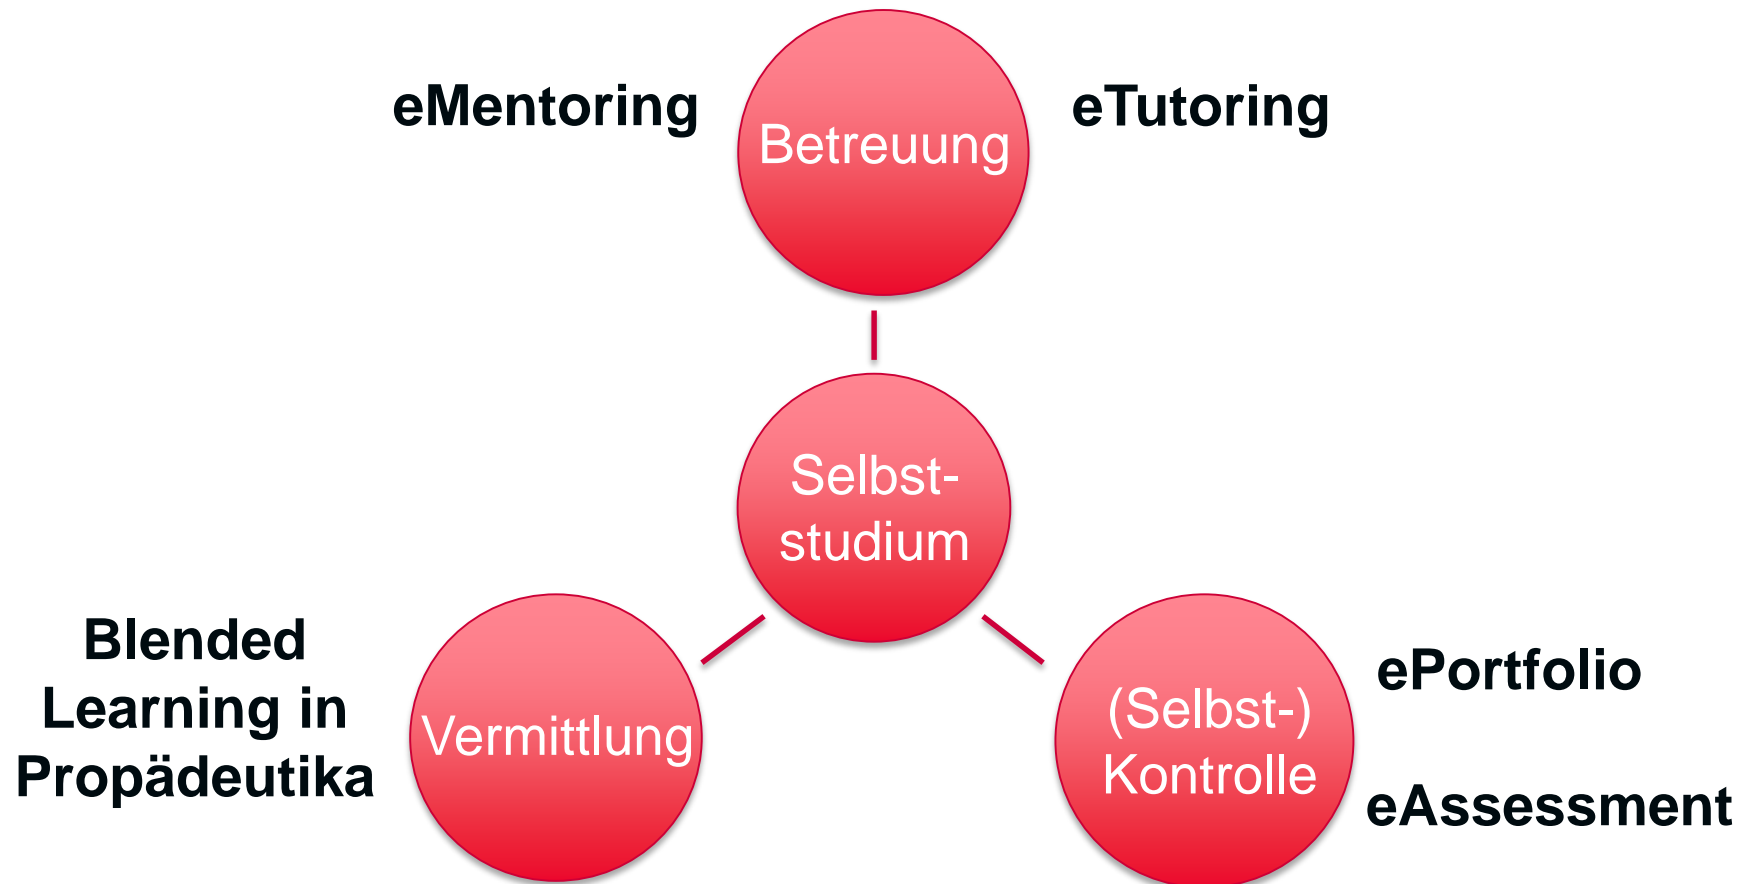 eMentoring
Betreuung
eTutoring
Selbst-
studium
Blended
Learning in
Propädeutika
Vermittlung
(Selbst-)
Kontrolle
ePortfolio
eAssessment